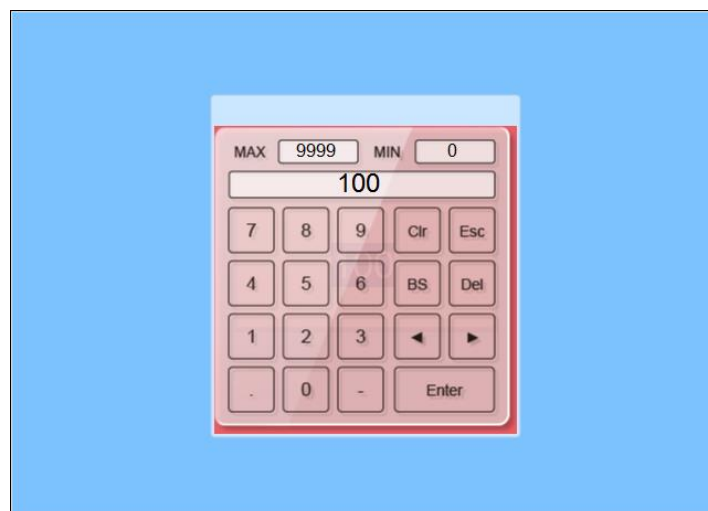 MAX 9999 MIN 0
100
7 8 9 Clr Esc
4 5 6 BS Del
1 2 3 ◄ ►
. 0 - Enter